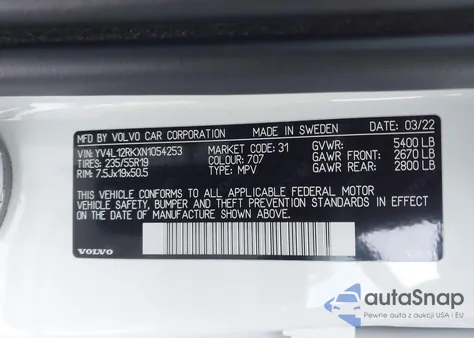 MFD BY VOLVO CAR CORPORATION MADE IN SWEDEN DATE: 03/22
VIN: YV4L12RKXN1054253 MARKET CODE: 31 GVWR: 5400 LB
TIRES: 235/55R19 COLOUR: 707 GAWR FRONT: 2670 LB
RIM: 7.5Jx19x50.5 TYPE: MPV GAWR REAR: 2800 LB
THIS VEHICLE CONFORMS TO ALL APPLICABLE FEDERAL MOTOR
VEHICLE SAFETY, BUMPER AND THEFT PREVENTION STANDARDS IN EFFECT
ON THE DATE OF MANUFACTURE SHOWN ABOVE.
VOLVO
autoSnap
Pewne auta z aukcji USA i EU